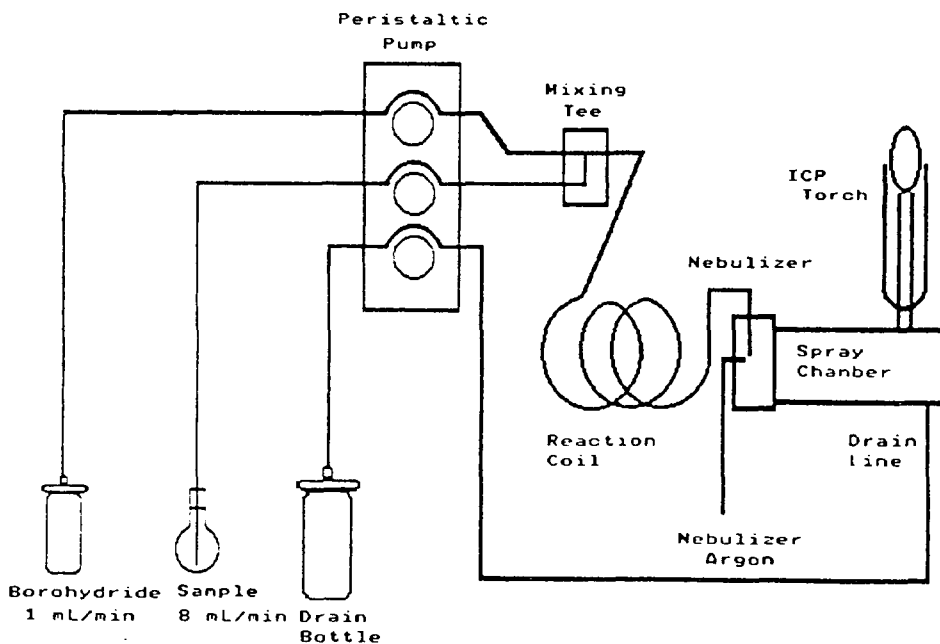 Peristaltic
Pump
Mixing
Tee
ICP
Torch
Nebulizer
Spray
Chanber
Reaction
Coil
Drain
Line
Nebulizer
Argon
Borohydride
1 mL/min
Sample
8 mL/min
Drain
Bottle